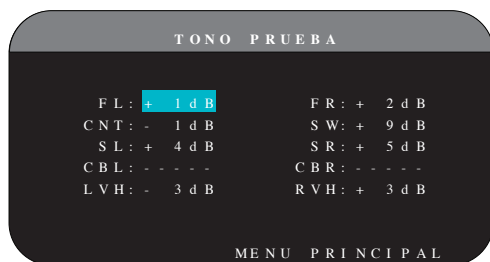 TONO PRUEBA
FL: + 1dB FR: + 2dB
CNT: - 1dB SW: + 9dB
SL: + 4dB SR: + 5dB
CBL: ----- CBR: -----
LVH: - 3dB RVH: + 3dB
MENU PRINCIPAL